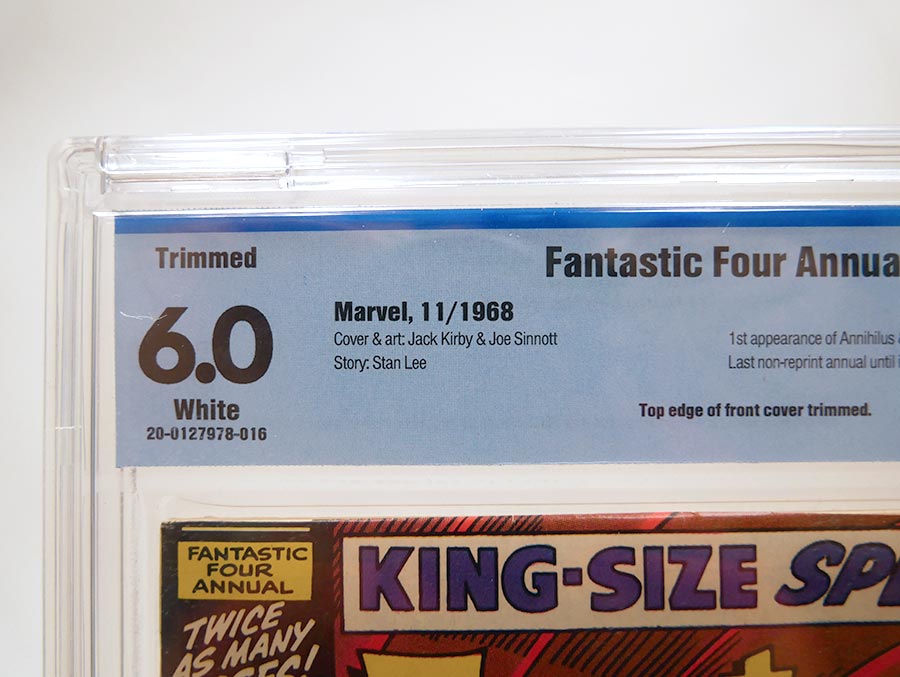 Trimmed
6.0
White
20-0127978-016
Fantastic Four Annua
Marvel, 11/1968
Cover & art: Jack Kirby & Joe Sinnott
Story: Stan Lee
1st appearance of Annihilus &
Last non-reprint annual until
Top edge of front cover trimmed.
FANTASTIC
FOUR
ANNUAL
TWICE
AS MANY
KING-SIZE SPE